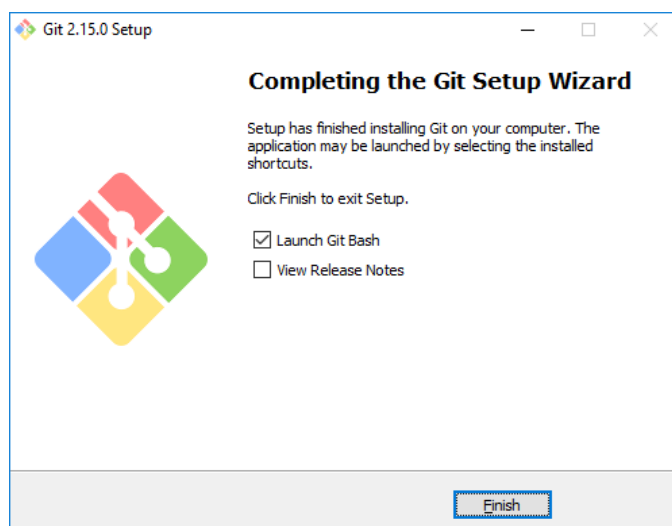 Git 2.15.0 Setup
Completing the Git Setup Wizard
Setup has finished installing Git on your computer. The
application may be launched by selecting the installed
shortcuts.
Click Finish to exit Setup.
Launch Git Bash
View Release Notes
Finish